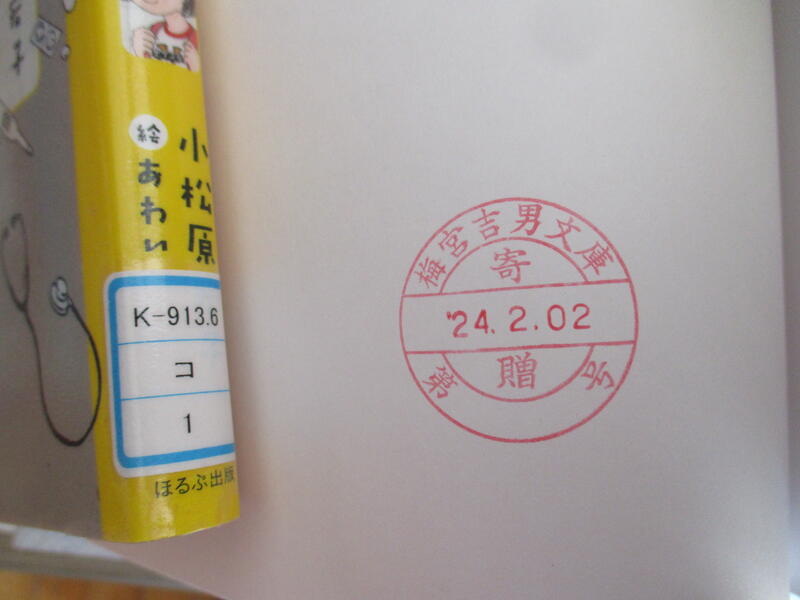 絵
小松原
あわい
K-913.6
コ
1
ほるぷ出版
梅宮吉男文庫
寄
'24.2.02
贈
第 号